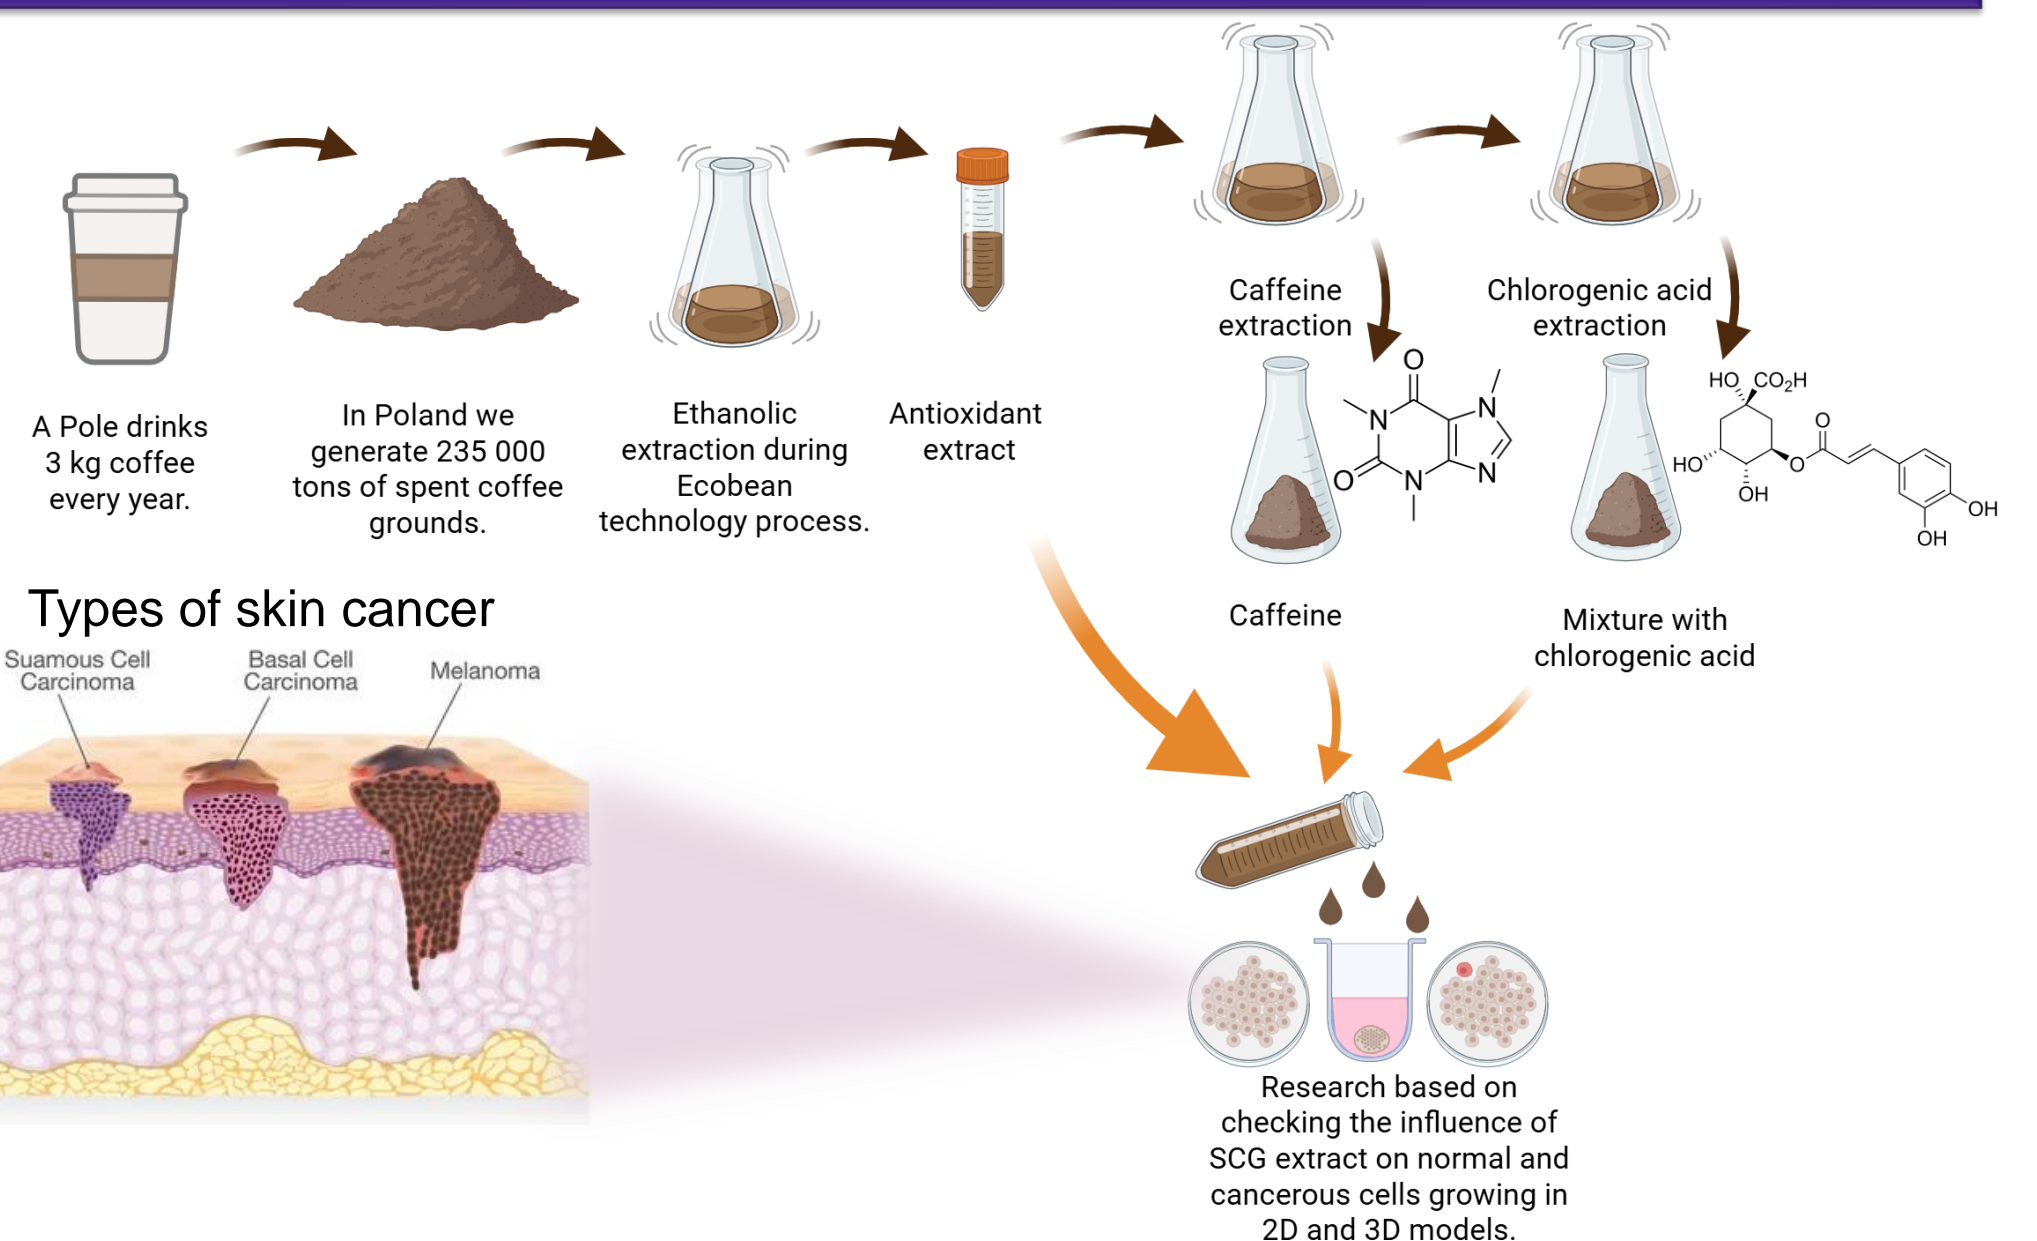 A Pole drinks
3 kg coffee
every year.
In Poland we
generate 235 000
tons of spent coffee
grounds.
Ethanolic
extraction during
Ecobean
technology process.
Antioxidant
extract
Caffeine
extraction
Chlorogenic acid
extraction
O
N
N
O
N
N
HO CO₂H
O
HO
O
OH
OH
OH
Caffeine
Mixture with
chlorogenic acid
Types of skin cancer
Suamous Cell
Carcinoma
Basal Cell
Carcinoma
Melanoma
Research based on
checking the influence of
SCG extract on normal and
cancerous cells growing in
2D and 3D models.